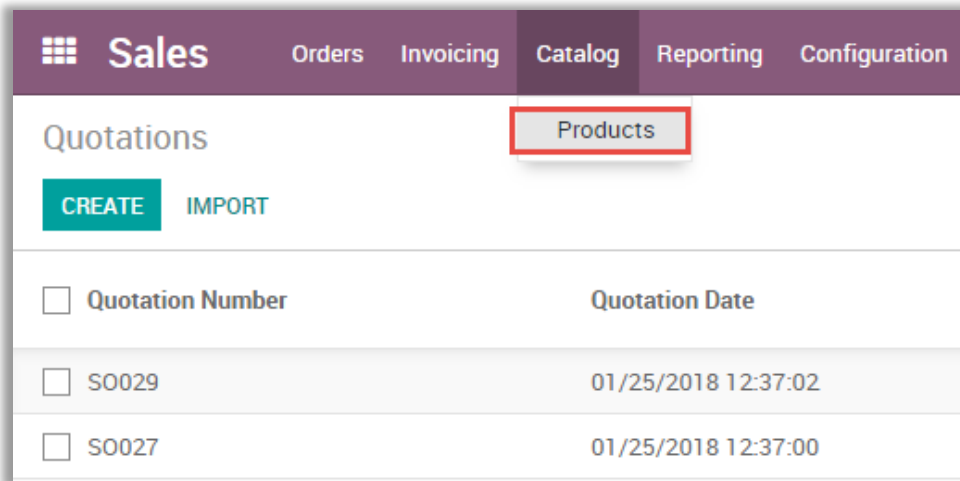 Sales Orders Invoicing Catalog Reporting Configuration
Quotations Products
CREATE IMPORT
Quotation Number Quotation Date
SO029 01/25/2018 12:37:02
SO027 01/25/2018 12:37:00